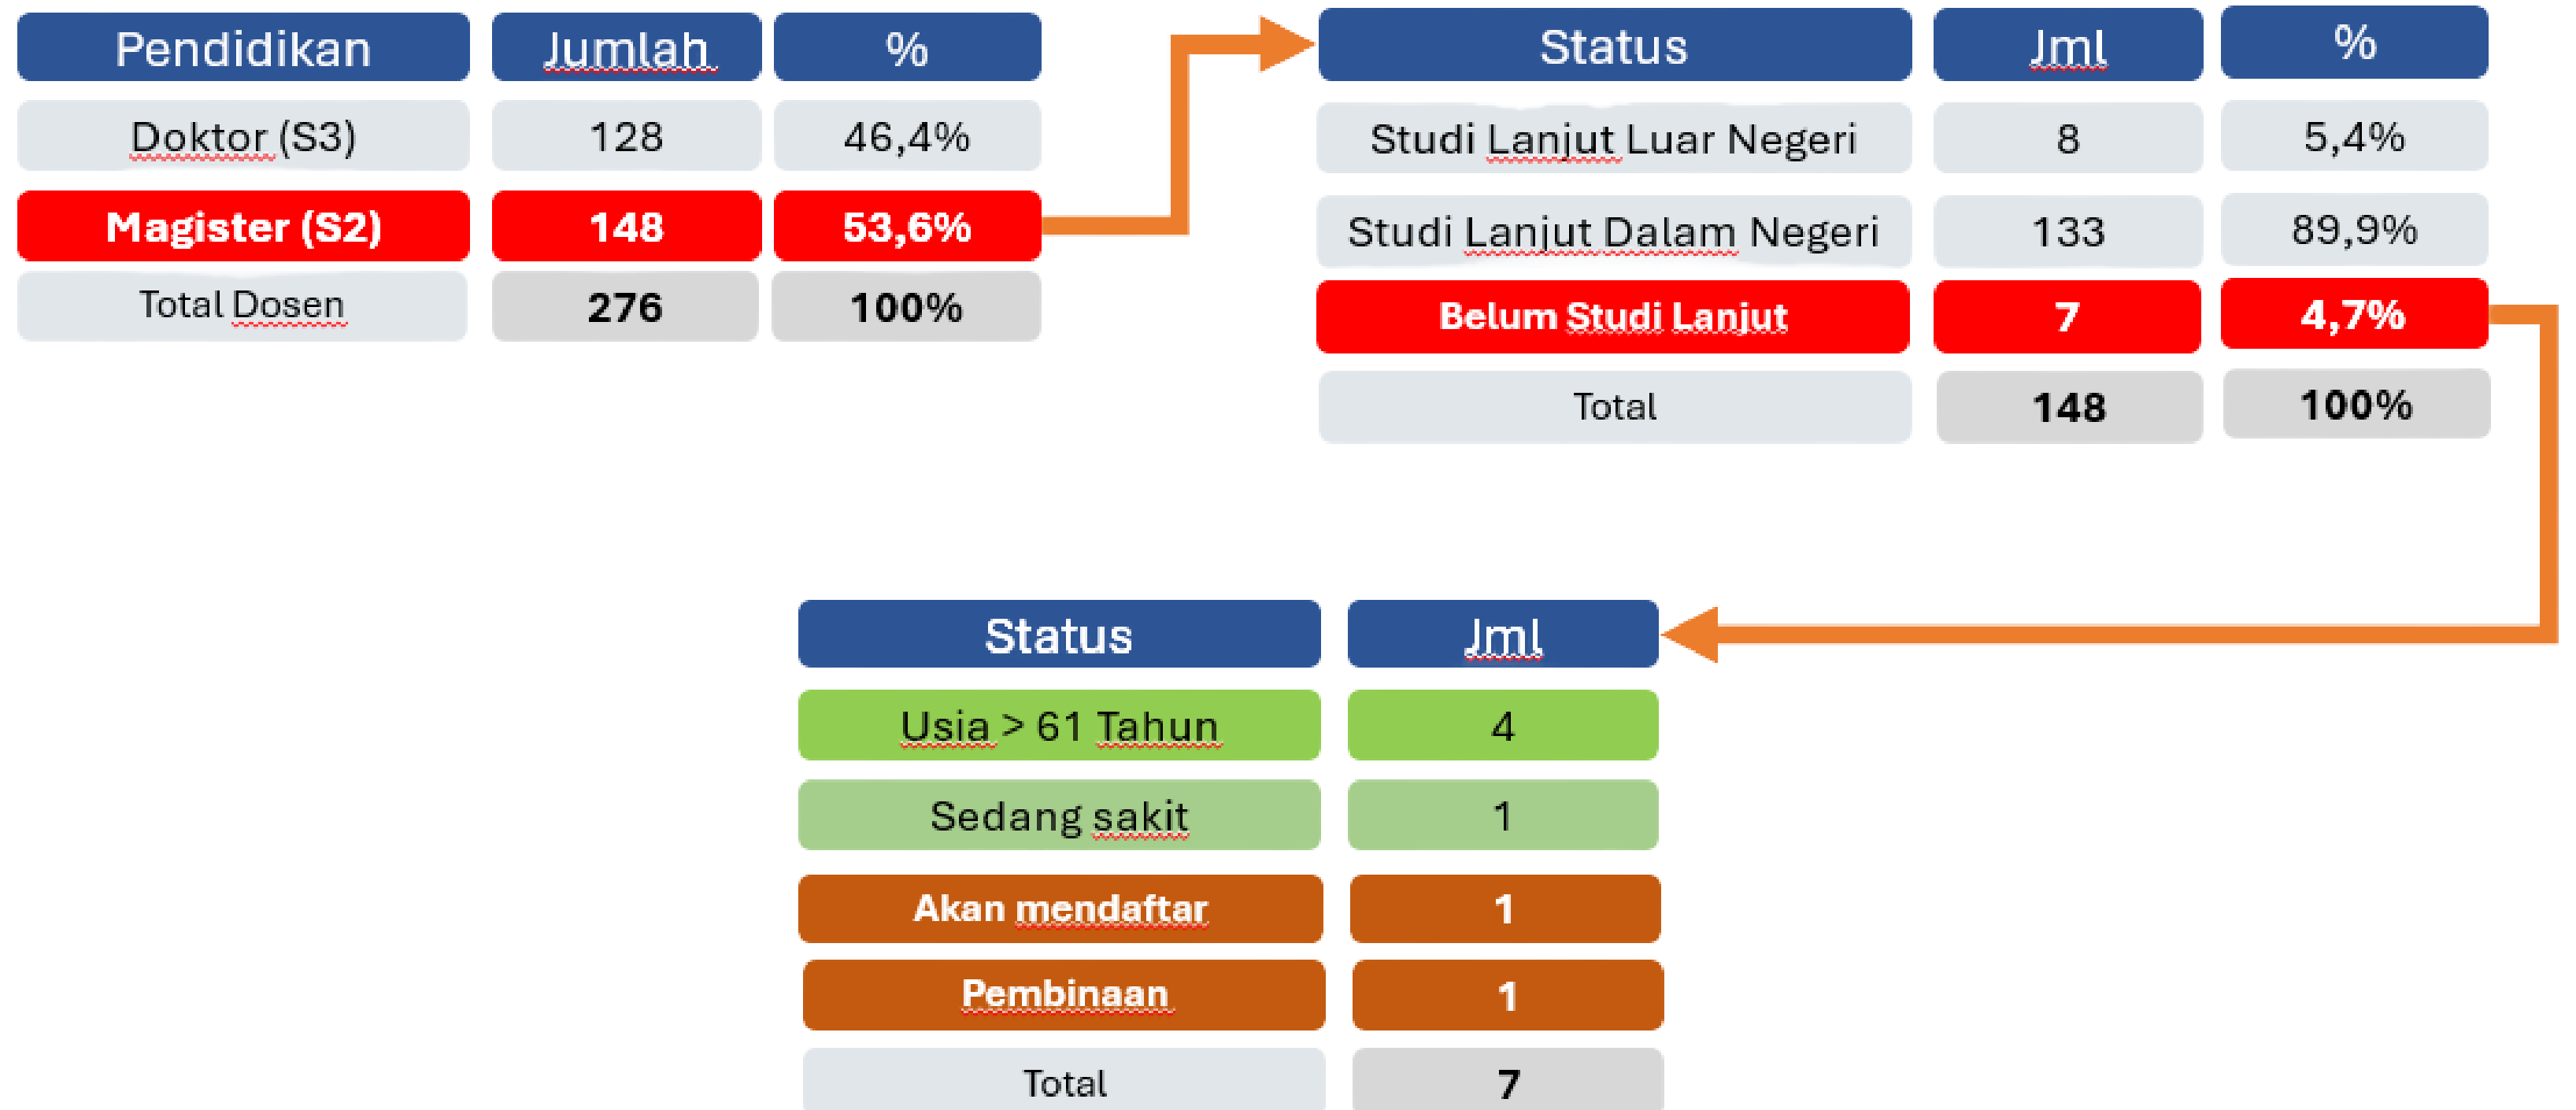 Pendidikan Jumlah %
Doktor (S3) 128 46,4%
Magister (S2) 148 53,6%
Total Dosen 276 100%
Status Jml %
Studi Lanjut Luar Negeri 8 5,4%
Studi Lanjut Dalam Negeri 133 89,9%
Belum Studi Lanjut 7 4,7%
Total 148 100%
Status Jml
Usia > 61 Tahun 4
Sedang sakit 1
Akan mendaftar 1
Pembinaan 1
Total 7